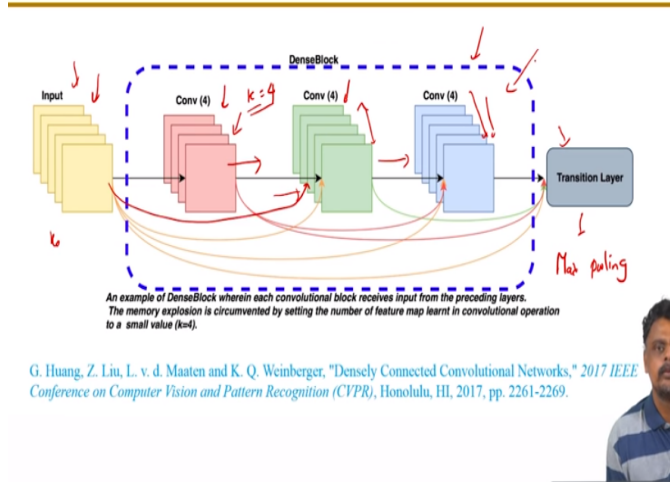 DenseBlock
Input
Conv (4)
k=4
Conv (4)
Conv (4)
Transition Layer
Max pooling
An example of DenseBlock wherein each convolutional block receives input from the preceding layers.
The memory explosion is circumvented by setting the number of feature map learnt in convolutional operation
to a small value (k=4).
G. Huang, Z. Liu, L. v. d. Maaten and K. Q. Weinberger, "Densely Connected Convolutional Networks," 2017 IEEE
Conference on Computer Vision and Pattern Recognition (CVPR), Honolulu, HI, 2017, pp. 2261-2269.